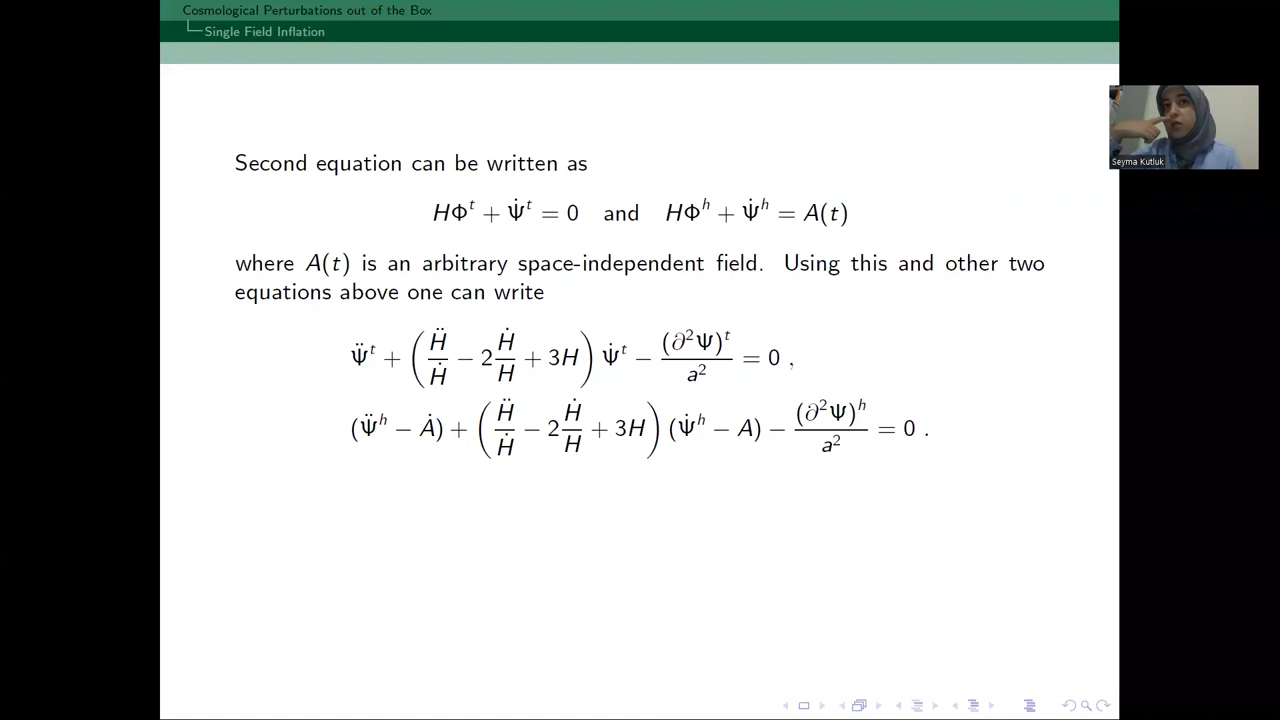 Cosmological Perturbations out of the Box
Single Field Inflation
Seyma Kutluk
Second equation can be written as
HΦᵗ + Ψ̇ᵗ = 0 and HΦʰ + Ψ̇ʰ = A(t)
where A(t) is an arbitrary space-independent field. Using this and other two
equations above one can write
Ψ̈ᵗ + (Ḧ/Ḣ − 2Ḣ/H + 3H) Ψ̇ᵗ − (∂²Ψ)ᵗ/a² = 0 ,
(Ψ̈ʰ − Ȧ) + (Ḧ/Ḣ − 2Ḣ/H + 3H) (Ψ̇ʰ − A) − (∂²Ψ)ʰ/a² = 0 .